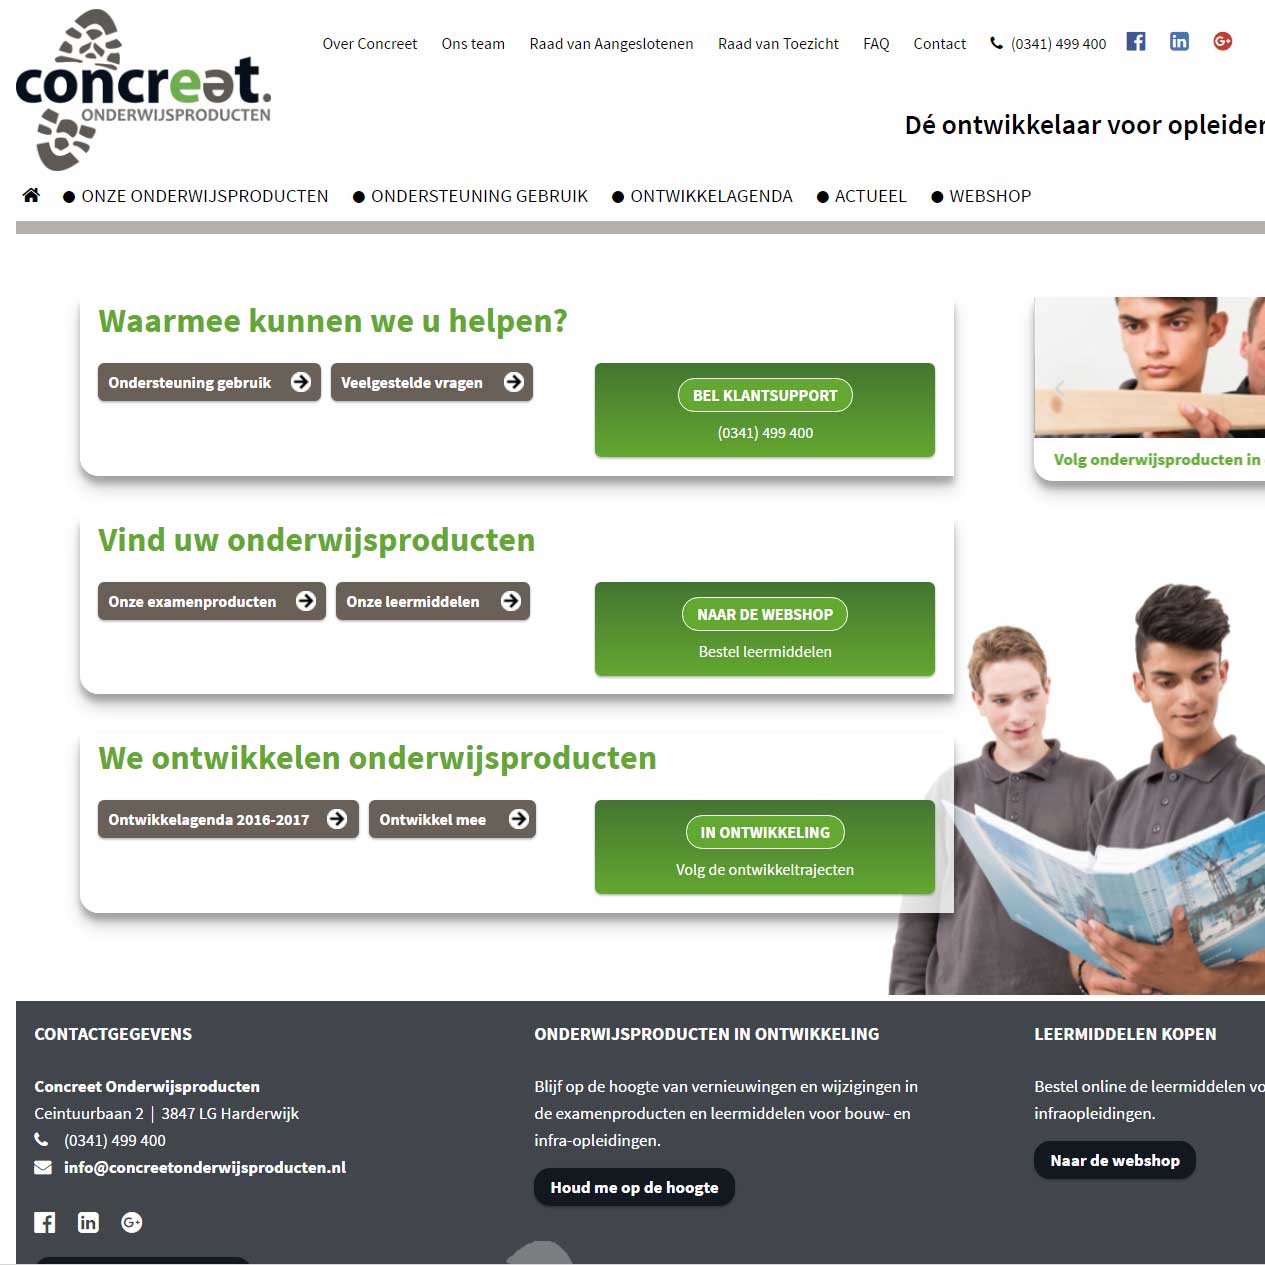 concreat.
ONDERWIJSPRODUCTEN
Over Concreet Ons team Raad van Aangeslotenen Raad van Toezicht FAQ Contact (0341) 499 400
Dé ontwikkelaar voor opleider
ONZE ONDERWIJSPRODUCTEN ONDERSTEUNING GEBRUIK ONTWIKKELAGENDA ACTUEEL WEBSHOP
Waarmee kunnen we u helpen?
Ondersteuning gebruik Veelgestelde vragen
BEL KLANTSUPPORT
(0341) 499 400
Volg onderwijsproducten in
Vind uw onderwijsproducten
Onze examenproducten Onze leermiddelen
NAAR DE WEBSHOP
Bestel leermiddelen
We ontwikkelen onderwijsproducten
Ontwikkelagenda 2016-2017 Ontwikkel mee
IN ONTWIKKELING
Volg de ontwikkeltrajecten
CONTACTGEGEVENS
Concreet Onderwijsproducten
Ceintuurbaan 2 | 3847 LG Harderwijk
(0341) 499 400
info@concreetonderwijsproducten.nl
ONDERWIJSPRODUCTEN IN ONTWIKKELING
Blijf op de hoogte van vernieuwingen en wijzigingen in
de examenproducten en leermiddelen voor bouw- en
infra-opleidingen.
Houd me op de hoogte
LEERMIDDELEN KOPEN
Bestel online de leermiddelen vo
infraopleidingen.
Naar de webshop